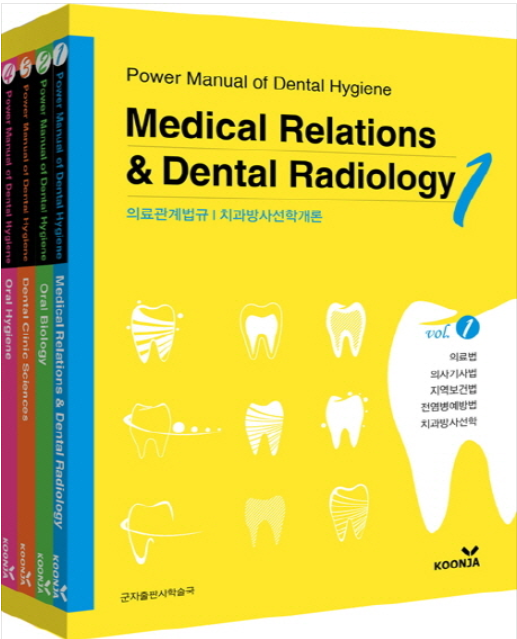 Power Manual of Dental Hygiene
Medical Relations
& Dental Radiology 1
의료관계법규 | 치과방사선학개론
vol. 1
의료법
의사기사법
지역보건법
전염병예방법
치과방사선학
KOONJA
군자출판사학술국
4 Power Manual of Dental Hygiene Oral Hygiene KOONJA
3 Power Manual of Dental Hygiene Dental Clinic Sciences KOONJA
2 Power Manual of Dental Hygiene Oral Biology KOONJA
1 Power Manual of Dental Hygiene Medical Relations & Dental Radiology KOONJA